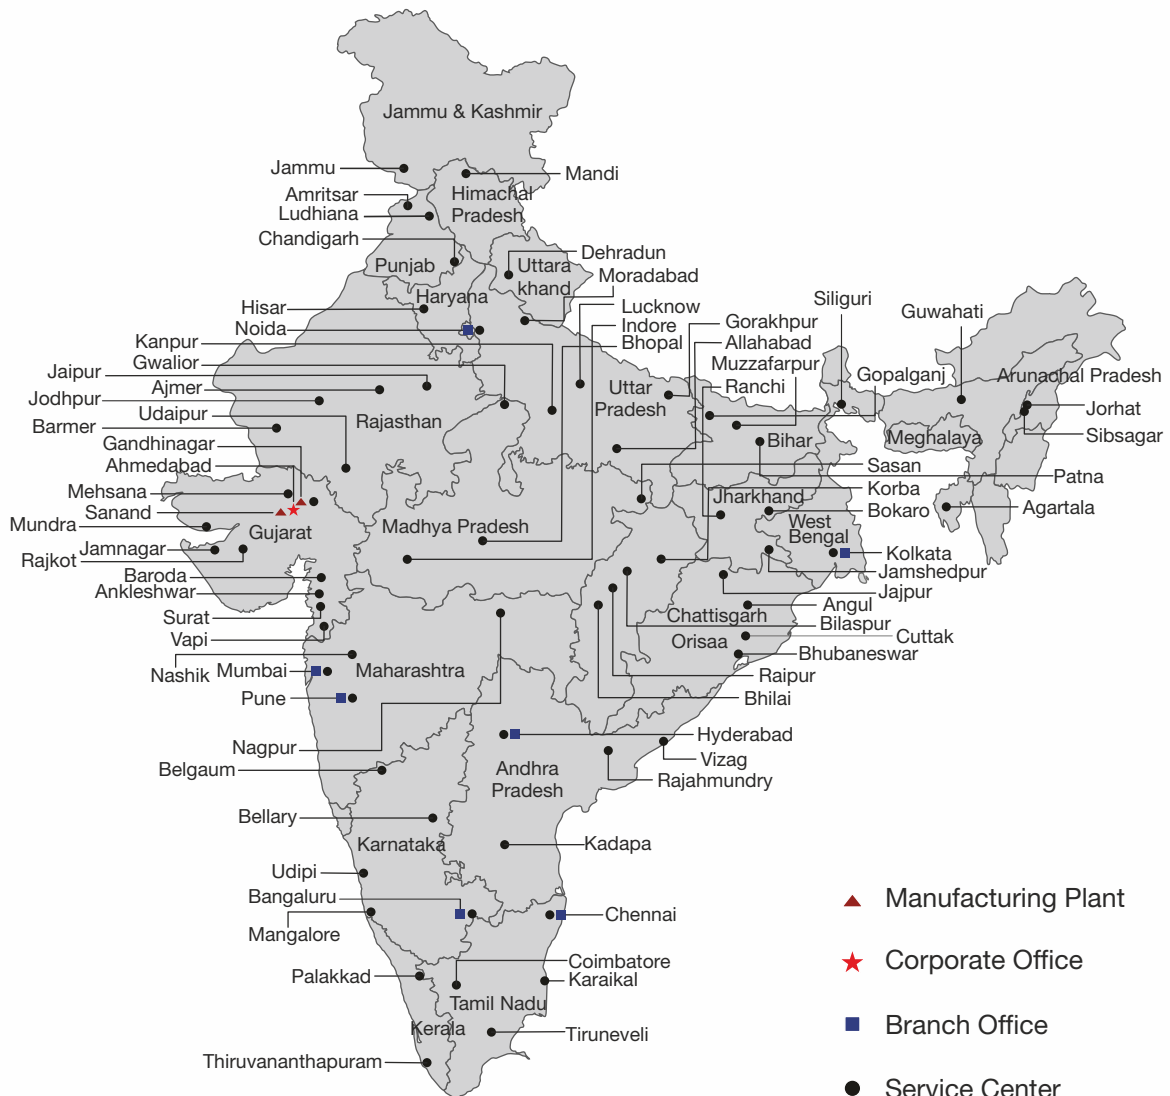 Jammu & Kashmir
Jammu
Mandi
Amritsar
Himachal
Pradesh
Ludhiana
Chandigarh
Punjab
Dehradun
Uttara
khand
Moradabad
Haryana
Hisar
Noida
Lucknow
Indore
Bhopal
Kanpur
Gwalior
Jaipur
Ajmer
Jodhpur
Udaipur
Barmer
Rajasthan
Gandhinagar
Ahmedabad
Mehsana
Sanand
Mundra
Gujarat
Jamnagar
Rajkot
Baroda
Ankleshwar
Surat
Vapi
Nashik
Mumbai
Maharashtra
Pune
Nagpur
Belgaum
Bellary
Karnataka
Udipi
Bangaluru
Mangalore
Palakkad
Kerala
Thiruvananthapuram
Siliguri
Guwahati
Gorakhpur
Allahabad
Muzzafarpur
Gopalganj
Ranchi
Arunachal Pradesh
Uttar
Pradesh
Jorhat
Sibsagar
Meghalaya
Bihar
Sasan
Patna
Korba
Jharkhand
Bokaro
Agartala
West
Bengal
Madhya Pradesh
Kolkata
Jamshedpur
Jajpur
Angul
Chattisgarh
Bilaspur
Orisaa
Cuttak
Bhubaneswar
Raipur
Bhilai
Hyderabad
Vizag
Rajahmundry
Andhra
Pradesh
Kadapa
Chennai
Coimbatore
Karaikal
Tamil Nadu
Tiruneveli
Manufacturing Plant
Corporate Office
Branch Office
Service Center